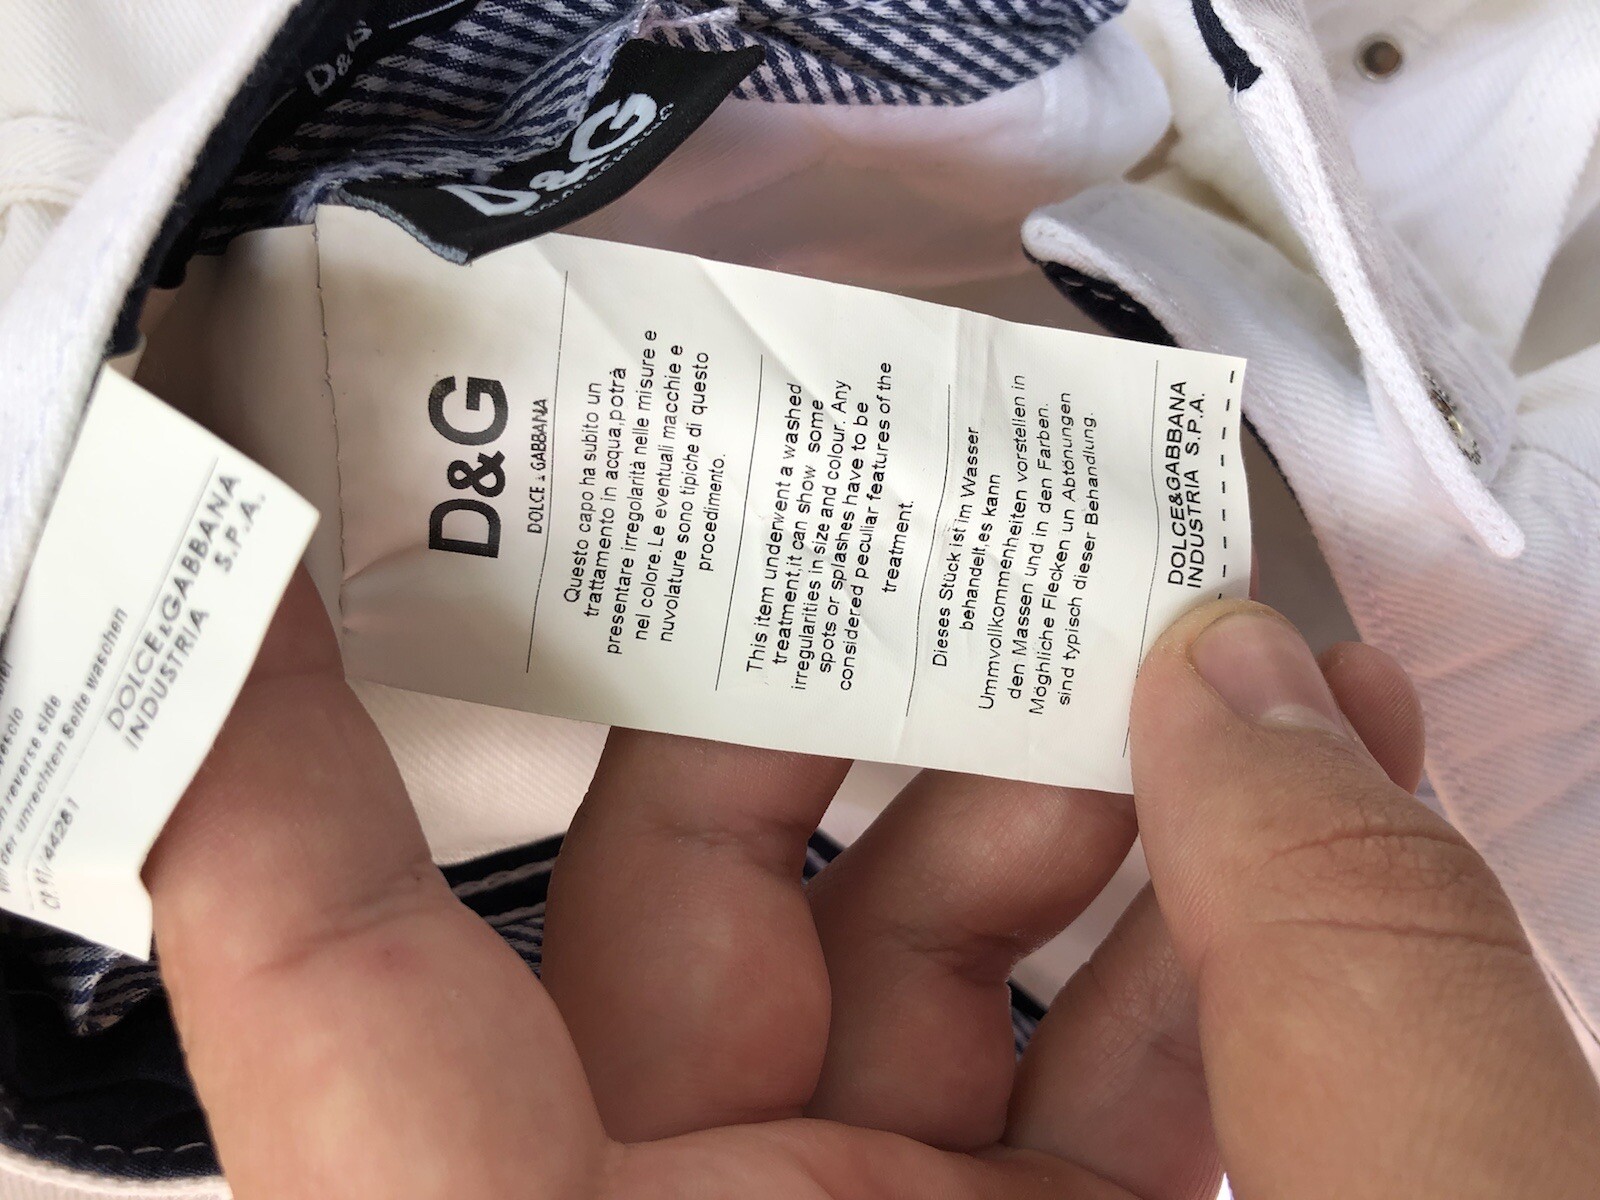 D&G
D&G
D&G
DOLCE & GABBANA
Questo capo ha subito un
trattamento in acqua,potrà
presentare irregolarità nelle misure e
nel colore.Le eventuali macchie e
nuvolature sono tipiche di questo
procedimento.
This item underwent a washed
treatment,it can show some
irregularities in size and colour. Any
spots or splashes have to be
considered peculiar features of the
treatment.
Dieses Stück ist im Wasser
behandelt,es kann
Ummvollkommenheiten vorstellen in
den Massen und in den Farben.
Möghliche Flecken un Abtönungen
sind typisch dieser Behandlung.
DOLCE&GABBANA
INDUSTRIA S.P.A.
reverse side
der unrechten Seite waschen
DOLCE&GABBANA
INDUSTRIA S.P.A.